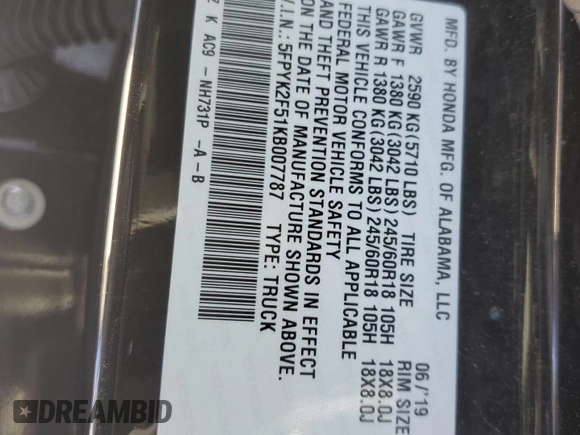 MFD. BY HONDA MFG. OF ALABAMA, LLC 06/'19
GVWR 2590 KG (5710 LBS) TIRE SIZE RIM SIZE
GAWR F 1380 KG (3042 LBS) 245/60R18 105H 18X8.0J
GAWR R 1380 KG (3042 LBS) 245/60R18 105H 18X8.0J
THIS VEHICLE CONFORMS TO ALL APPLICABLE
FEDERAL MOTOR VEHICLE SAFETY
AND THEFT PREVENTION STANDARDS IN EFFECT
ON THE DATE OF MANUFACTURE SHOWN ABOVE.
V.I.N.: 5FPYK2F51KB007787 TYPE: TRUCK
Z K AC9 - NH731P -A-B
DREAMBID